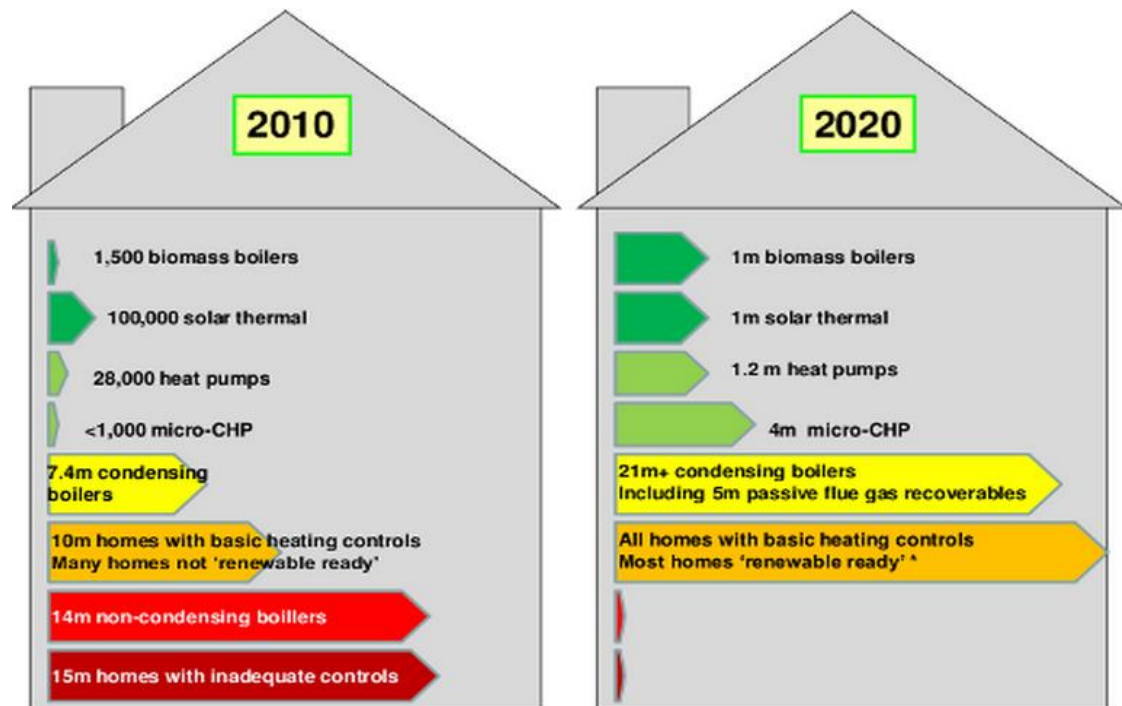 2010
1,500 biomass boilers
100,000 solar thermal
28,000 heat pumps
<1,000 micro-CHP
7.4m condensing
boilers
10m homes with basic heating controls
Many homes not 'renewable ready'
14m non-condensing boillers
15m homes with inadequate controls
2020
1m biomass boilers
1m solar thermal
1.2 m heat pumps
4m micro-CHP
21m+ condensing boilers
Including 5m passive flue gas recoverables
All homes with basic heating controls
Most homes 'renewable ready' *